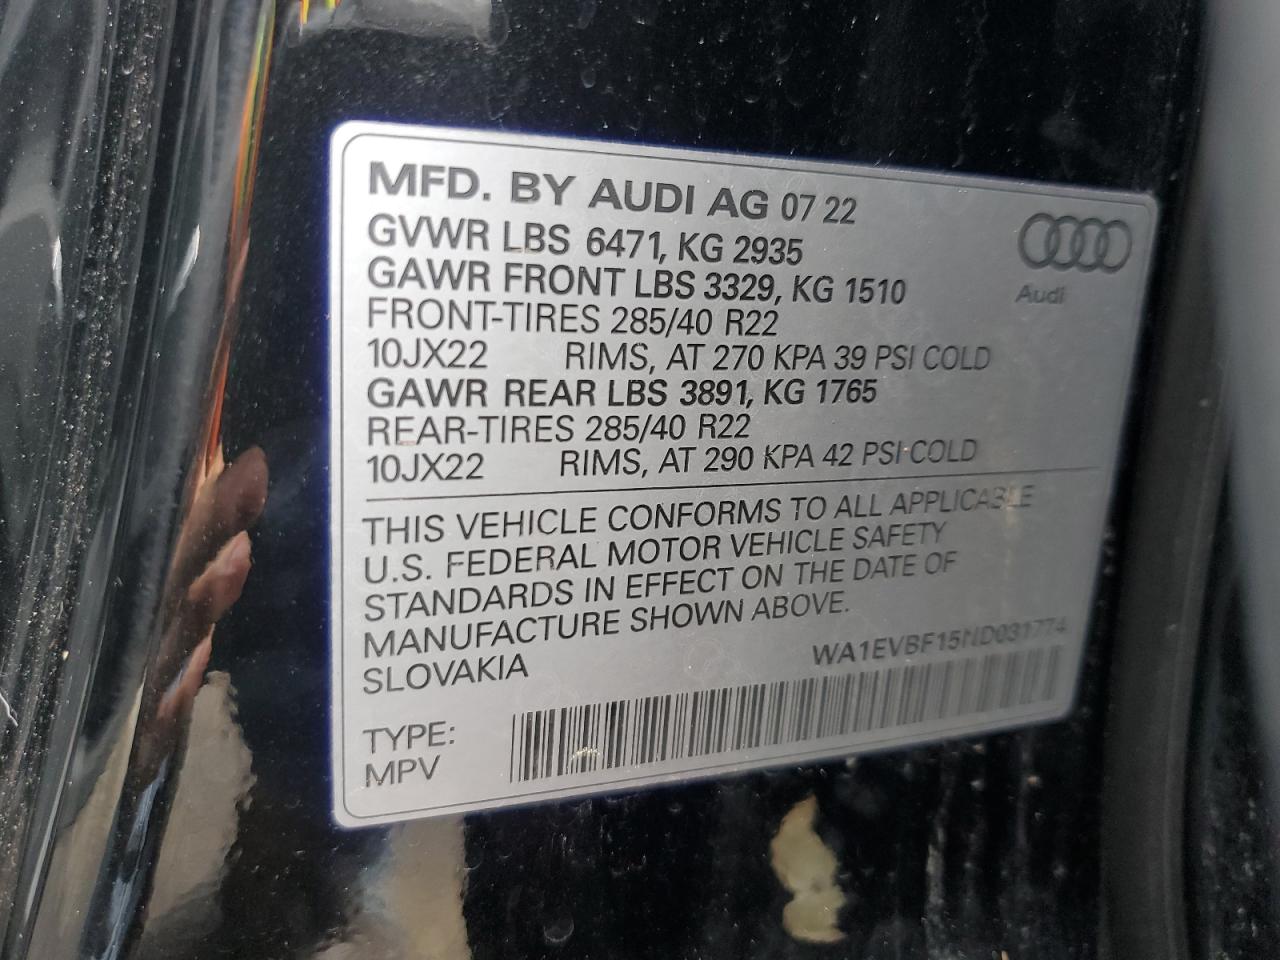 MFD. BY AUDI AG 07 22
GVWR LBS 6471, KG 2935
GAWR FRONT LBS 3329, KG 1510
FRONT-TIRES 285/40 R22
10JX22 RIMS, AT 270 KPA 39 PSI COLD
GAWR REAR LBS 3891, KG 1765
REAR-TIRES 285/40 R22
10JX22 RIMS, AT 290 KPA 42 PSI COLD
Audi
THIS VEHICLE CONFORMS TO ALL APPLICABLE
U.S. FEDERAL MOTOR VEHICLE SAFETY
STANDARDS IN EFFECT ON THE DATE OF
MANUFACTURE SHOWN ABOVE.
SLOVAKIA
WA1EVBF15ND031774
TYPE:
MPV